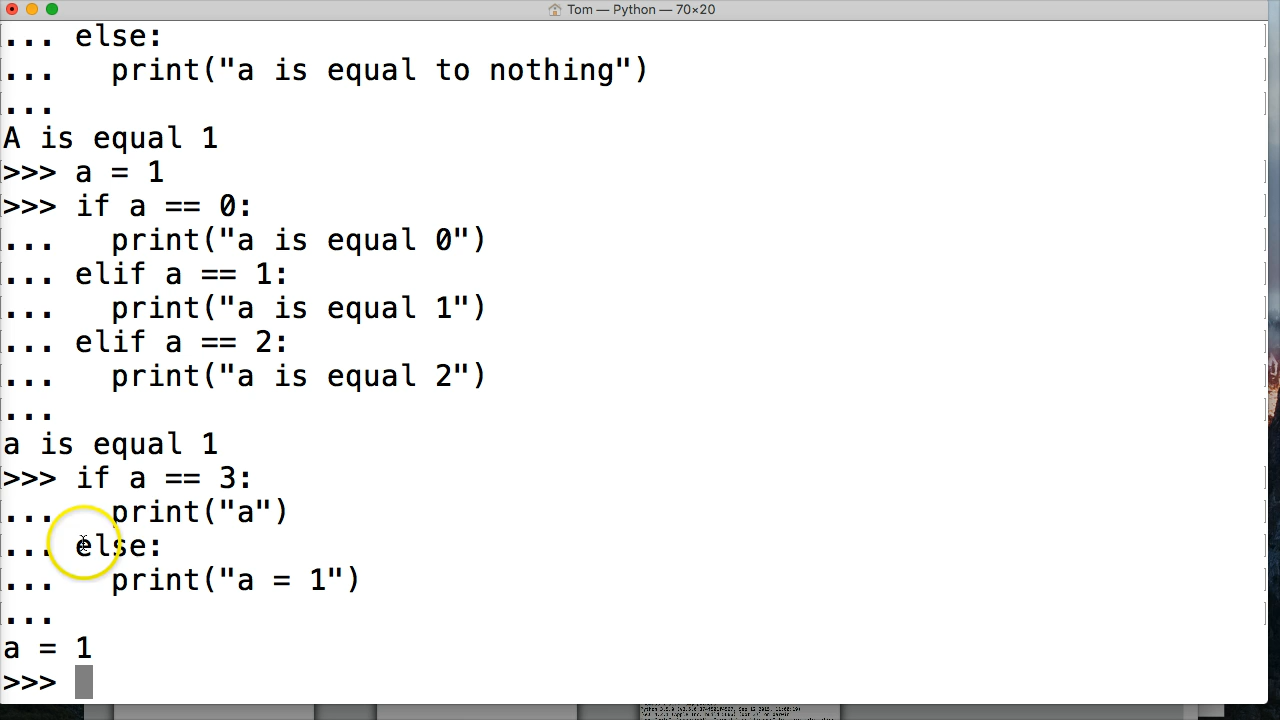 Tom — Python — 70×20
... else:
...   print("a is equal to nothing")
...
A is equal 1
>>> a = 1
>>> if a == 0:
...   print("a is equal 0")
... elif a == 1:
...   print("a is equal 1")
... elif a == 2:
...   print("a is equal 2")
...
a is equal 1
>>> if a == 3:
...   print("a")
... else:
...   print("a = 1")
...
a = 1
>>>